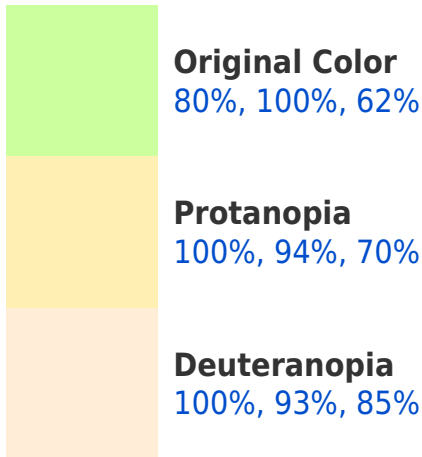 Original Color
80%, 100%, 62%
Protanopia
100%, 94%, 70%
Deuteranopia
100%, 93%, 85%